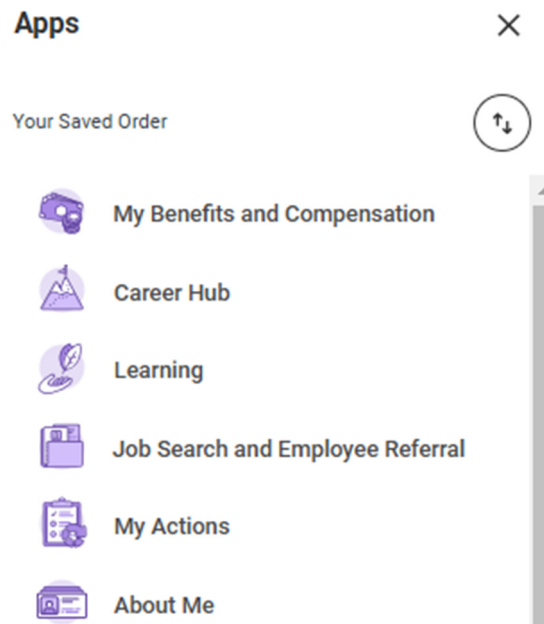 Apps
Your Saved Order
My Benefits and Compensation
Career Hub
Learning
Job Search and Employee Referral
My Actions
About Me